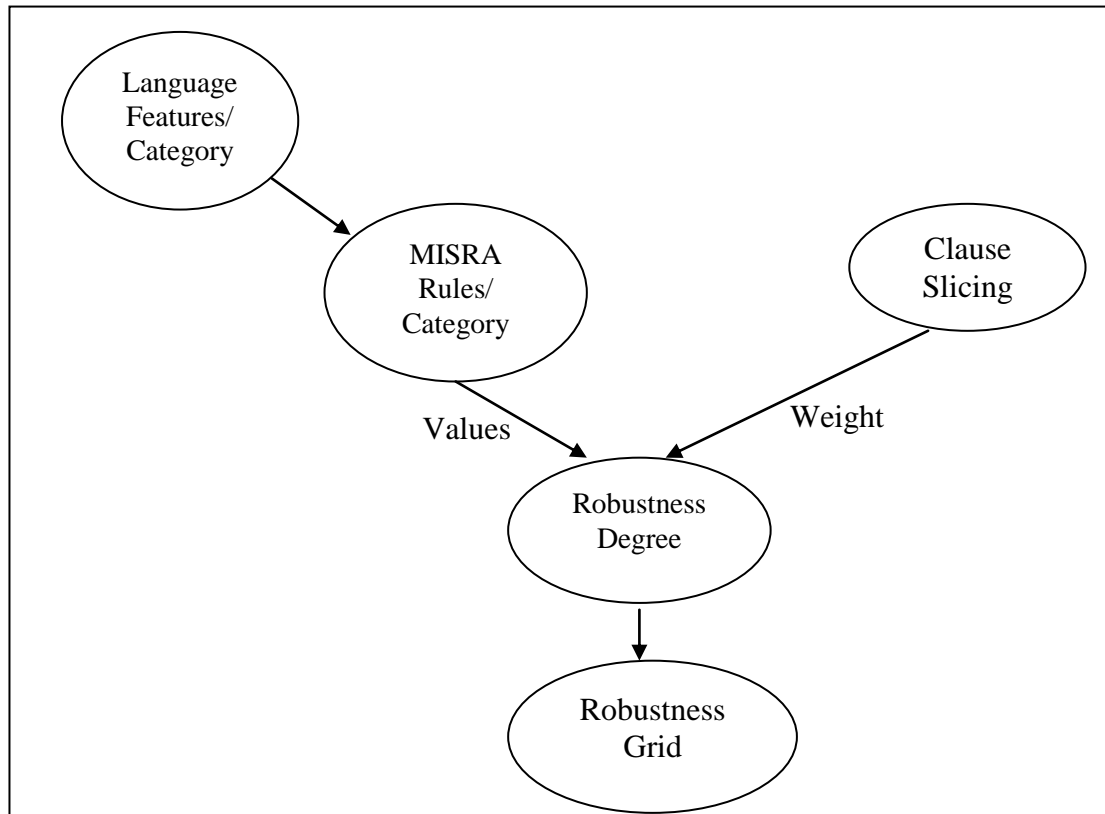 Language
Features/
Category
MISRA
Rules/
Category
Clause
Slicing
Values
Weight
Robustness
Degree
Robustness
Grid